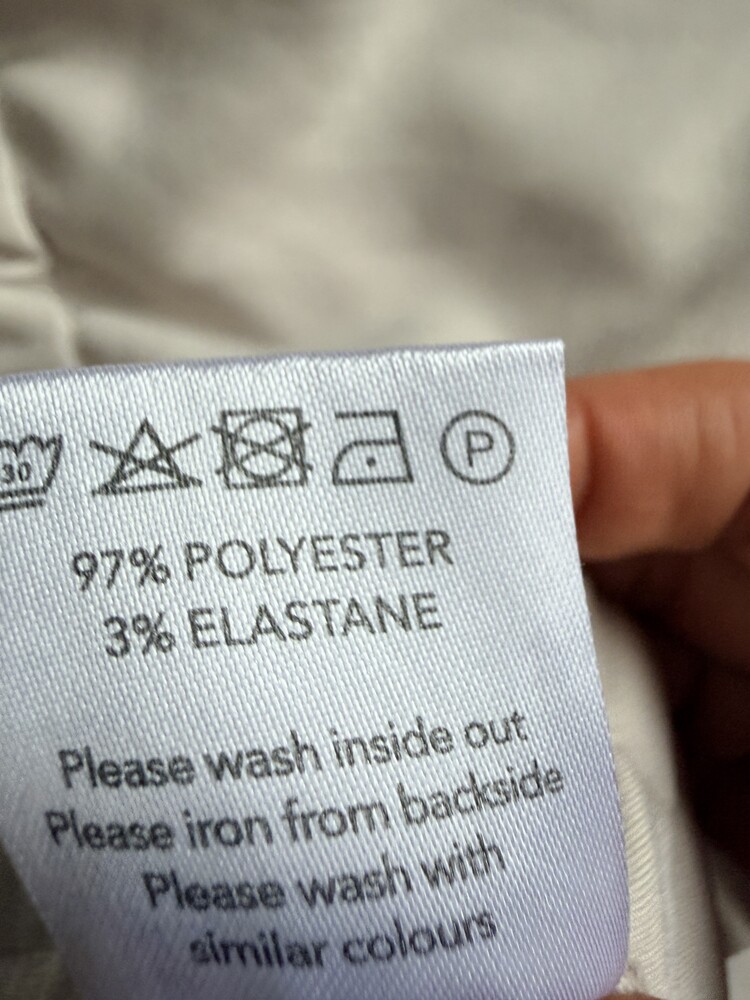 30 P
97% POLYESTER
3% ELASTANE
Please wash inside out
Please iron from backside
Please wash with
similar colours